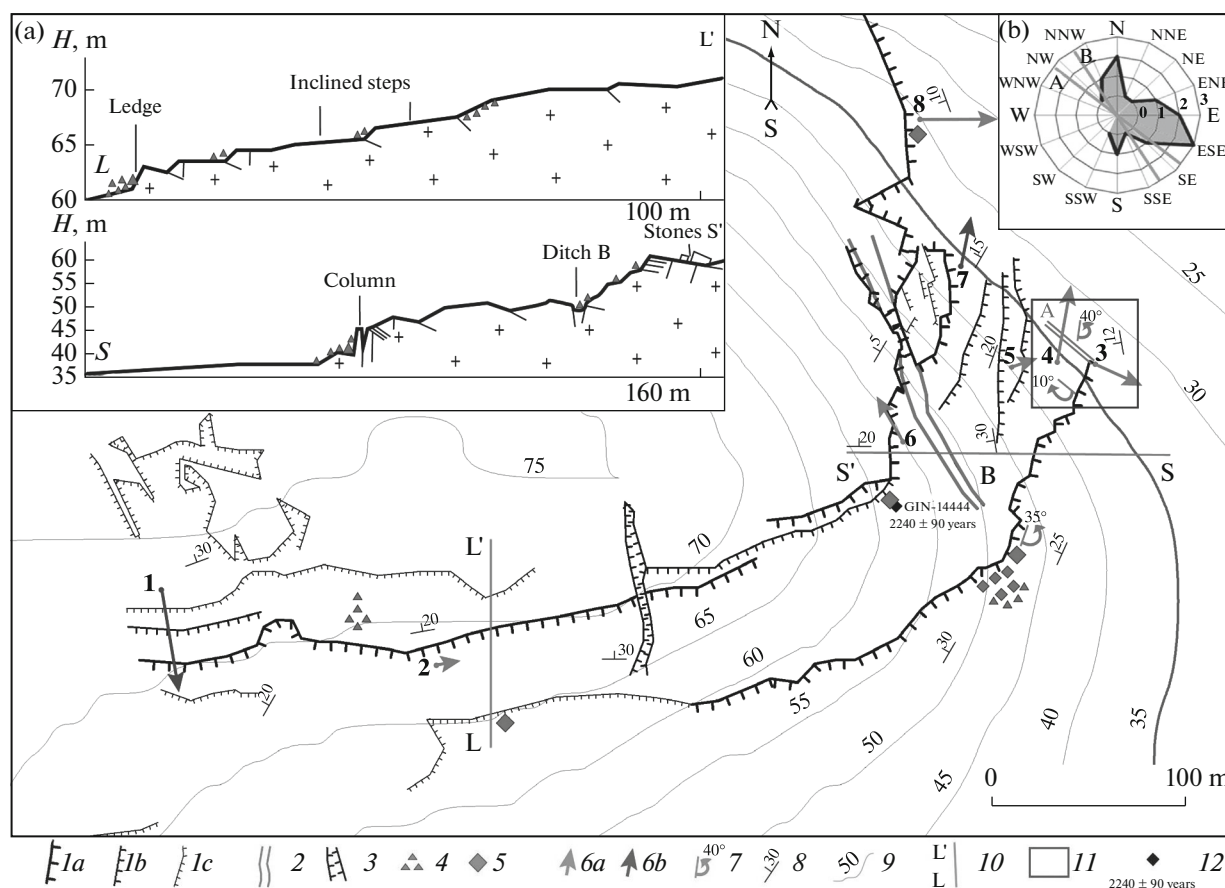 (a)
H, m
L'
70
65
60
Ledge
Inclined steps
L
100 m
H, m
60
55
50
45
40
35
Column
Ditch B
Stones S'
S
160 m
N
S
(b)
N
NNE
NE
ENE
E
ESE
SE
SSE
S
SSW
SW
WSW
W
WNW
NW
NNW
A
B
0 1 2 3
8
10
7
15
25
A
40°
12
5
4
3
20
10°
30
5
6
20
30
S'
B
S
GIN-14444
2240 ± 90 years
35°
25
75
70
30
L'
1
65
20
2
30
60
30
20
55
L
50
40
35
45
0 100 m
1a 1b 1c 2 3 4 5 6a 6b 40° 7 30 8 50 9 L' L 10 11 12
2240 ± 90 years